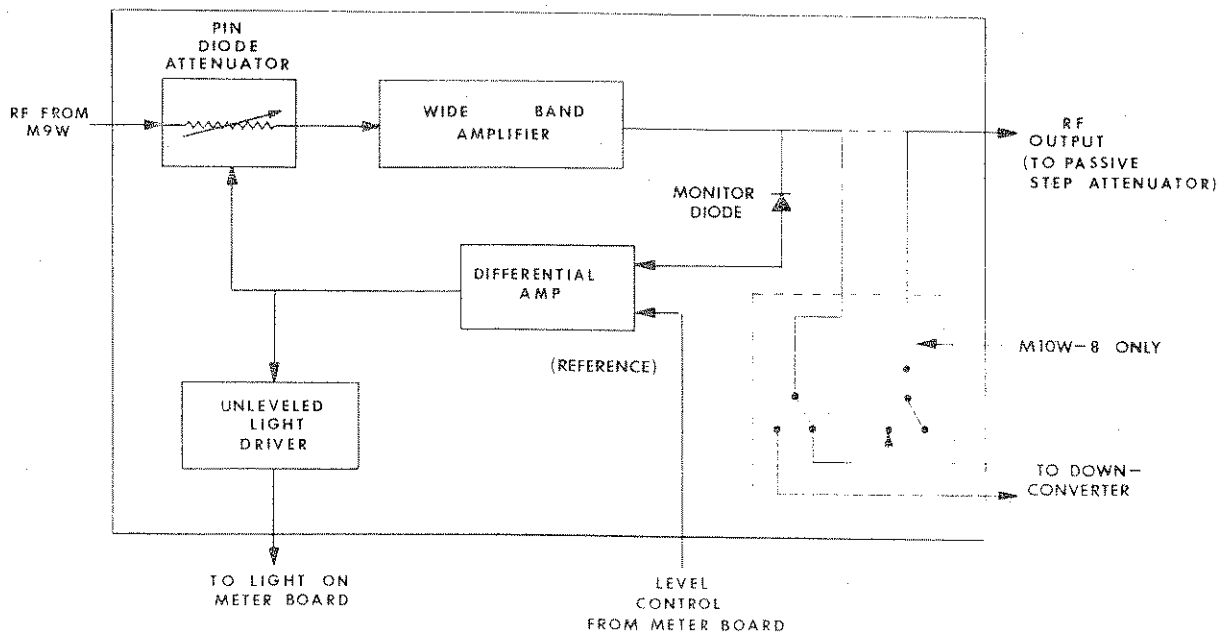 PIN
DIODE
ATTENUATOR
RF FROM
M9W
WIDE BAND
AMPLIFIER
RF
OUTPUT
(TO PASSIVE
STEP ATTENUATOR)
MONITOR
DIODE
DIFFERENTIAL
AMP
(REFERENCE)
M10W-8 ONLY
UNLEVELED
LIGHT
DRIVER
TO DOWN-
CONVERTER
TO LIGHT ON
METER BOARD
LEVEL
CONTROL
FROM METER BOARD